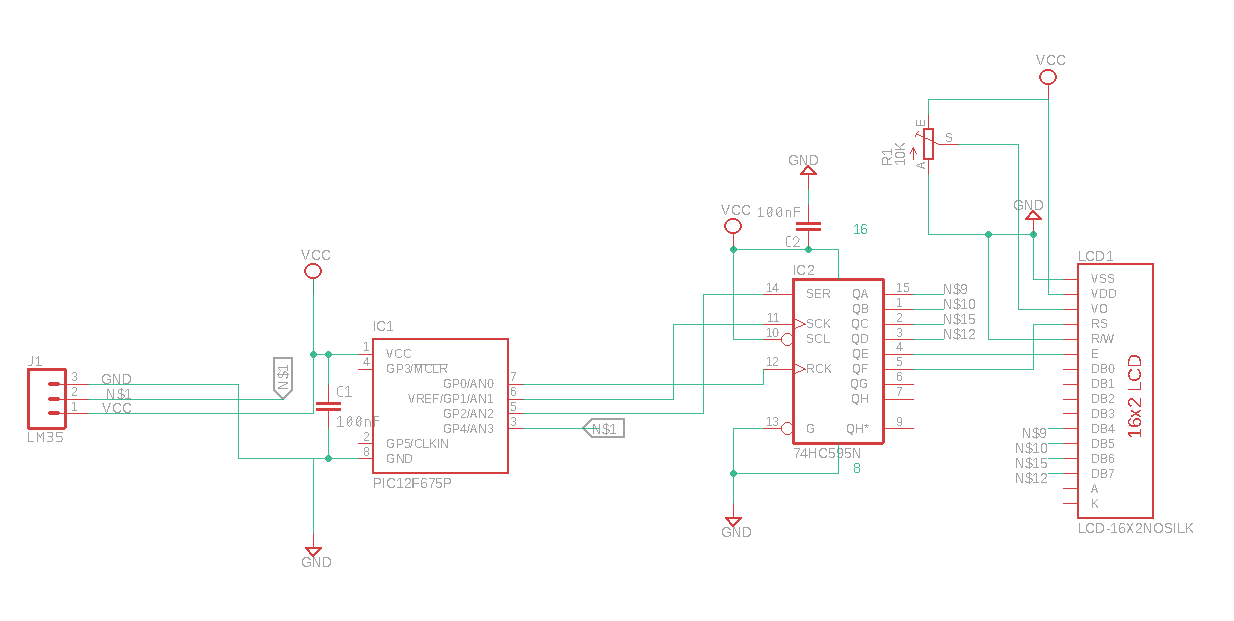 J1
3 GND
2 N$1
1 VCC
LM35
N$1
VCC
C1
100nF
GND
IC1
1 VCC
4 GP3/MCLR
GP0/AN0 7
VREF/GP1/AN1 6
GP2/AN2 5
GP4/AN3 3
2 GP5/CLKIN
8 GND
PIC12F675P
N$1
GND
VCC
100nF
C2
16
IC2
14 SER QA 15 N$9
QB 1 N$10
11 SCK QC 2 N$15
10 SCL QD 3 N$12
QE 4
12 RCK QF 5
QG 6
QH 7
13 G QH* 9
74HC595N
8
GND
VCC
E
S
A
R1
10K
GND
LCD1
VSS
VDD
VO
RS
R/W
E
DB0
DB1
DB2
DB3
N$9 DB4
N$10 DB5
N$15 DB6
N$12 DB7
A
K
16x2 LCD
LCD-16X2NOSILK